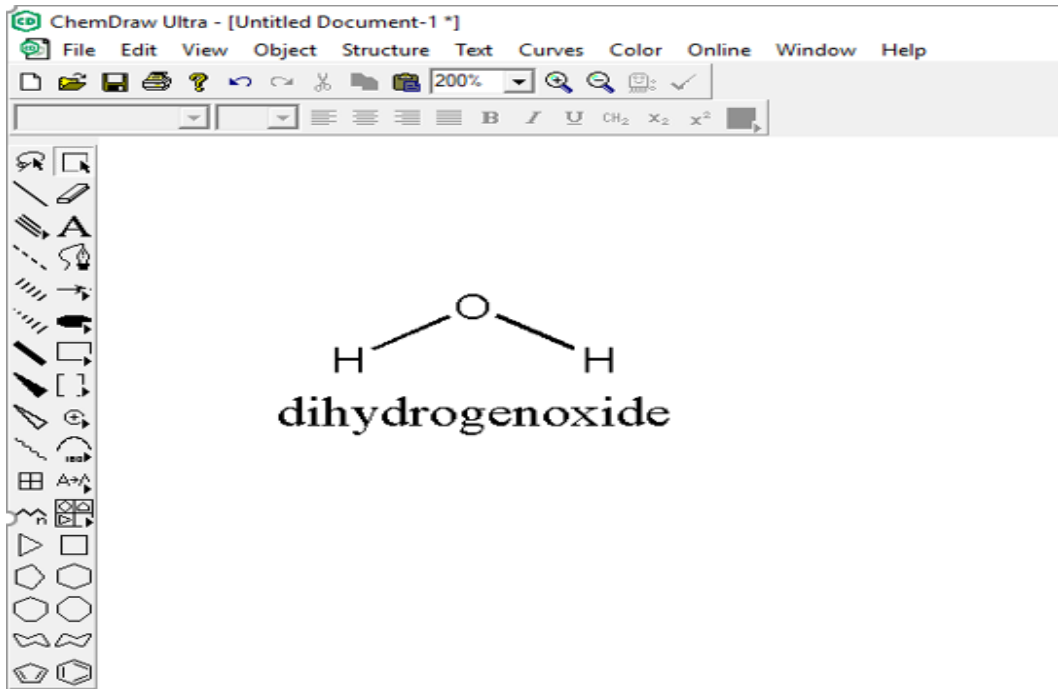 ChemDraw Ultra - [Untitled Document-1 *]
File Edit View Object Structure Text Curves Color Online Window Help
200%
B I U CH₂ X₂ X²
A
O
H H
dihydrogenoxide